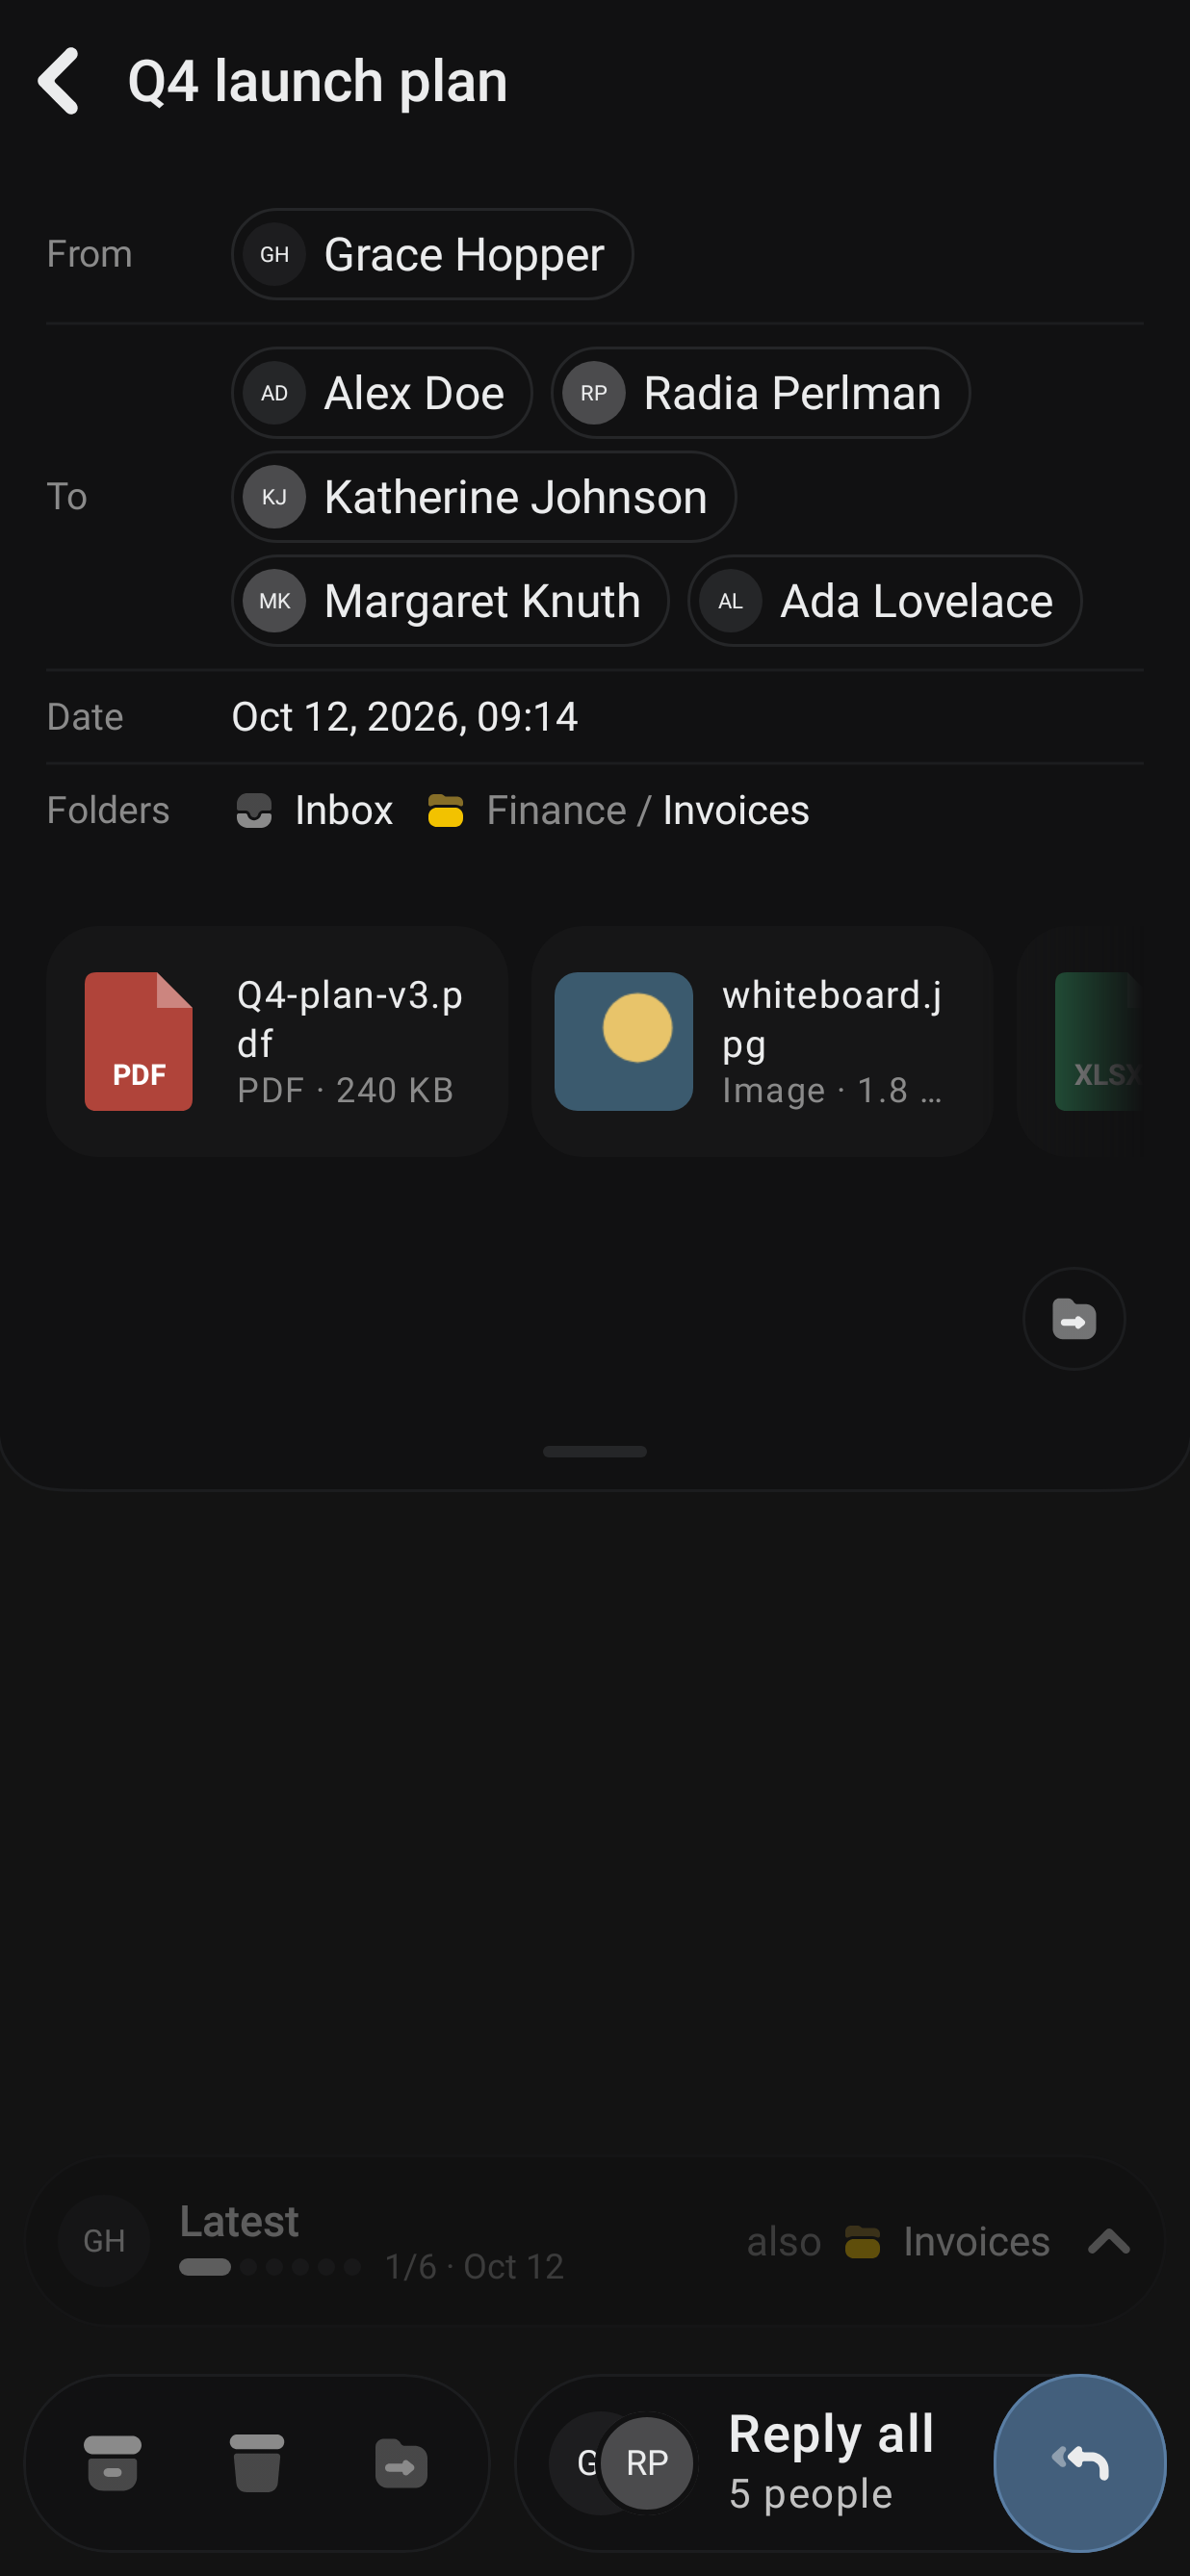 Q4 launch plan
From
GH Grace Hopper
To
AD Alex Doe RP Radia Perlman
KJ Katherine Johnson
MK Margaret Knuth AL Ada Lovelace
Date Oct 12, 2026, 09:14
Folders Inbox Finance / Invoices
PDF
Q4-plan-v3.p
df
PDF · 240 KB
whiteboard.j
pg
Image · 1.8 …
XLSX
GH
Latest
1/6 · Oct 12
also Invoices
G RP
Reply all
5 people